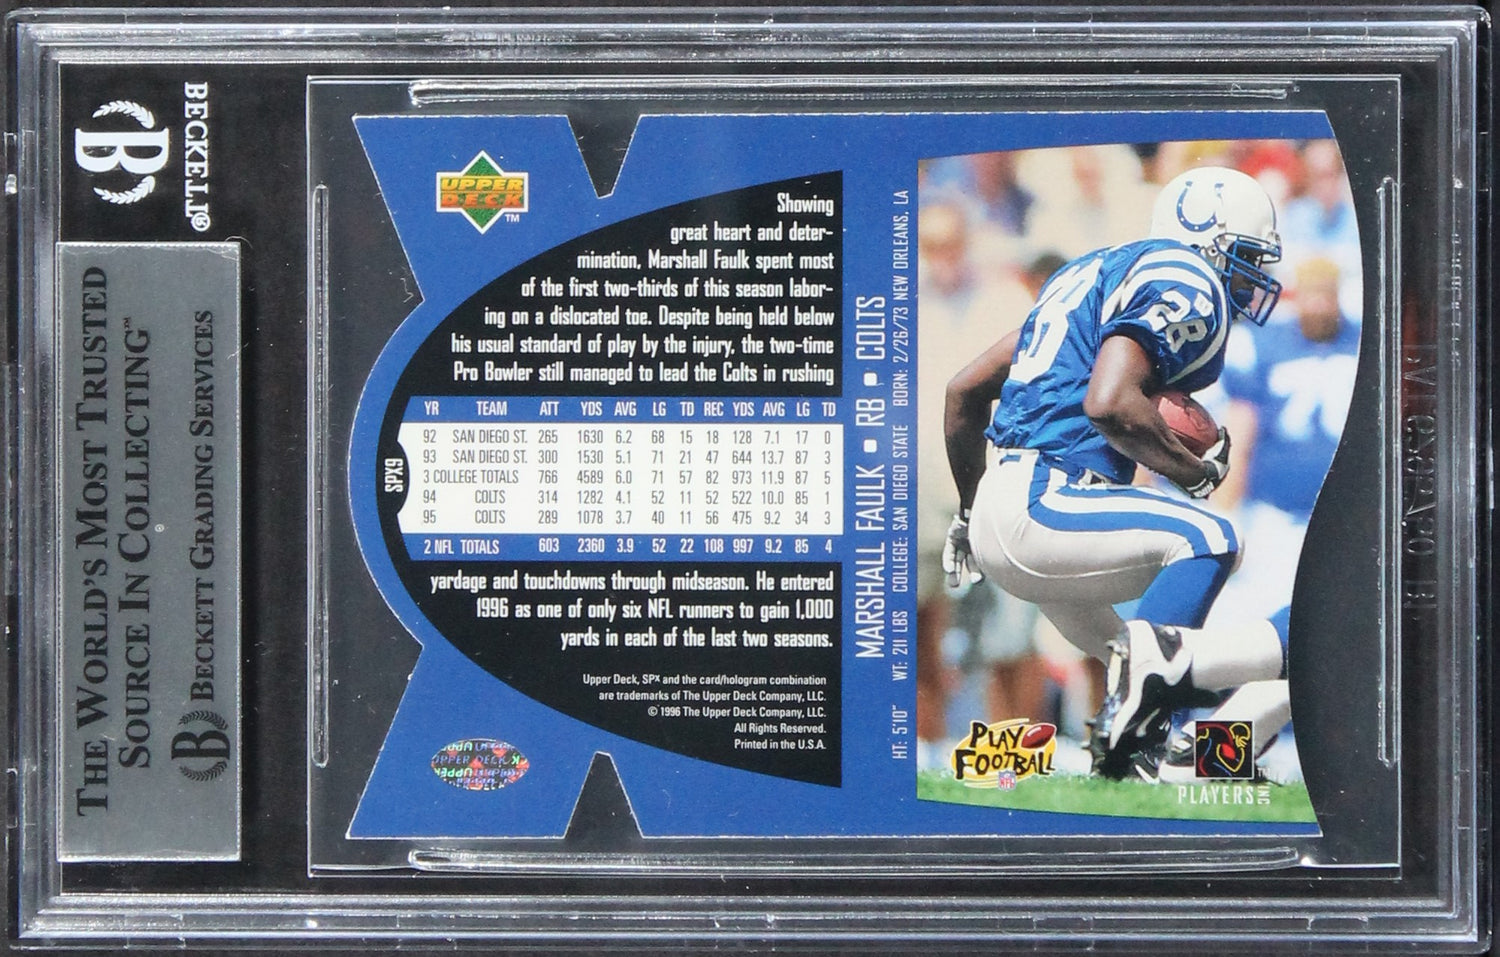 BECKETT®
B
THE WORLD'S MOST TRUSTED
SOURCE IN COLLECTING™
B BECKETT GRADING SERVICES
UPPER
DECK
TM
Showing
great heart and deter-
mination, Marshall Faulk spent most
of the first two-thirds of this season labor-
ing on a dislocated toe. Despite being held below
his usual standard of play by the injury, the two-time
Pro Bowler still managed to lead the Colts in rushing
YR TEAM ATT YDS AVG LG TD REC YDS AVG LG TD
92 SAN DIEGO ST. 265 1630 6.2 68 15 18 128 7.1 17 0
93 SAN DIEGO ST. 300 1530 5.1 71 21 47 644 13.7 87 3
3 COLLEGE TOTALS 766 4589 6.0 71 57 82 973 11.9 87 5
94 COLTS 314 1282 4.1 52 11 52 522 10.0 85 1
95 COLTS 289 1078 3.7 40 11 56 475 9.2 34 3
2 NFL TOTALS 603 2360 3.9 52 22 108 997 9.2 85 4
yardage and touchdowns through midseason. He entered
1996 as one of only six NFL runners to gain 1,000
yards in each of the last two seasons.
SPX9
Upper Deck, SPx and the card/hologram combination
are trademarks of The Upper Deck Company, LLC.
© 1996 The Upper Deck Company, LLC.
All Rights Reserved.
Printed in the U.S.A.
UPPER DECK
MARSHALL FAULK ▪ RB ▪ COLTS
HT: 5'10" WT: 211 LBS COLLEGE: SAN DIEGO STATE BORN: 2/26/73 NEW ORLEANS, LA
28
28
PLAY
FOOTBALL
NFL
PLAYERS INC